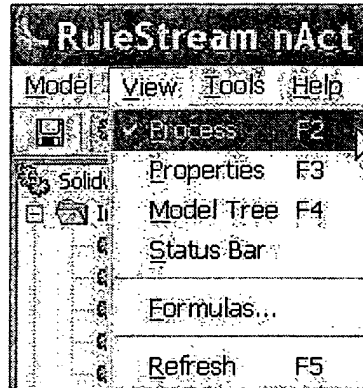 RuleStream nAct
Model View Tools Help
Process F2
Solid
Properties F3
Model Tree F4
Status Bar
Formulas...
Refresh F5